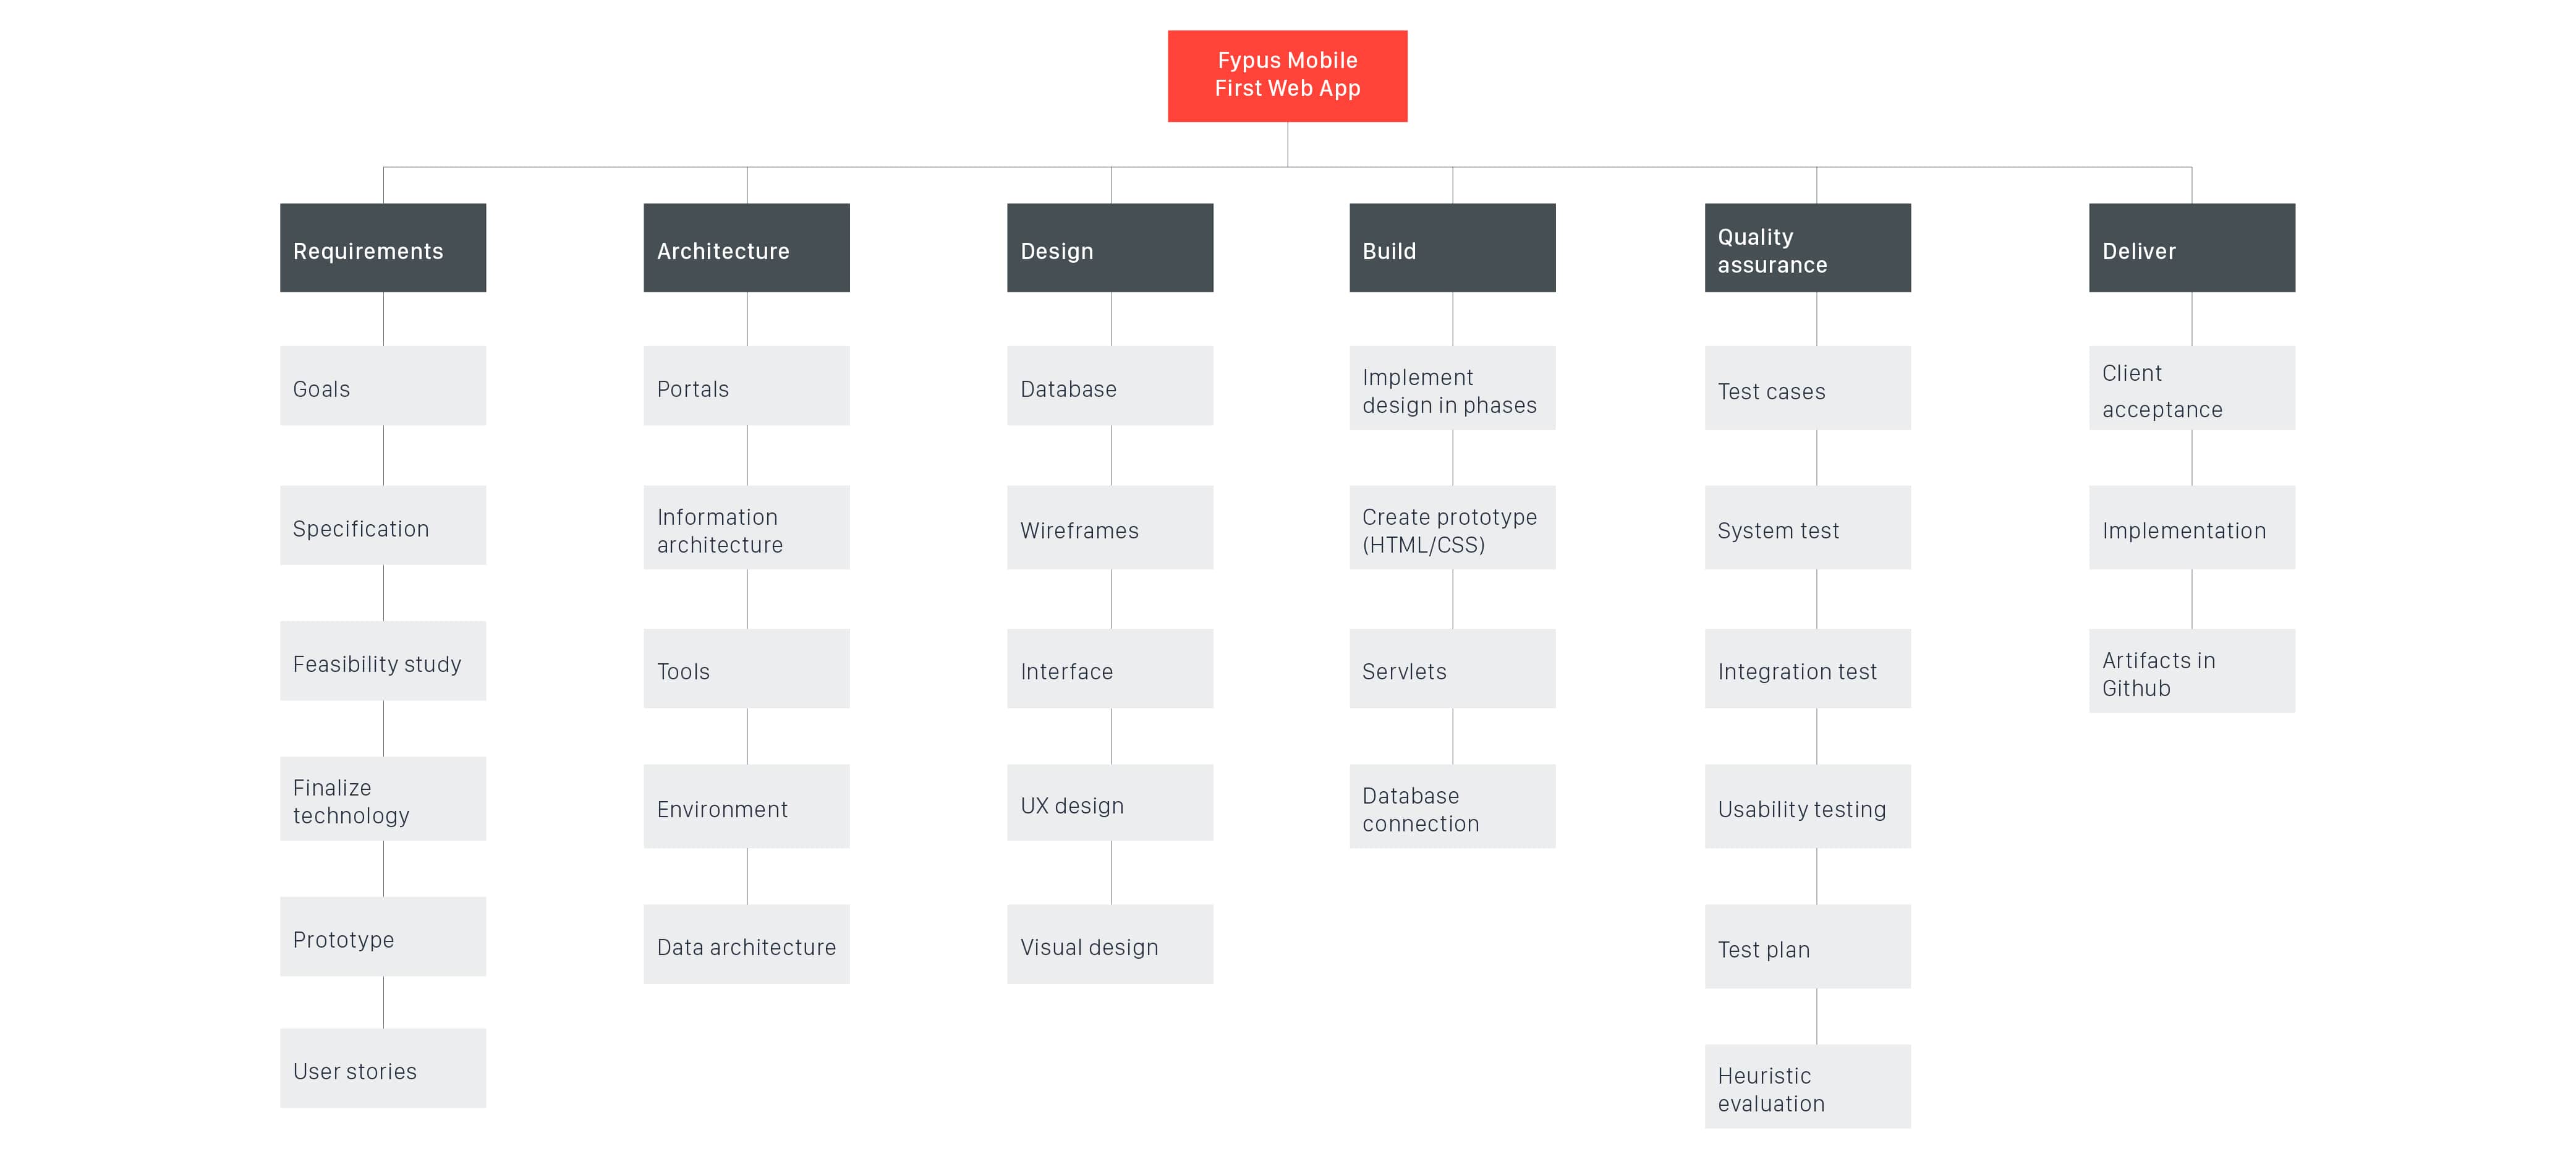 Fypus Mobile
First Web App
Requirements
Architecture
Design
Build
Quality
assurance
Deliver
Goals
Specification
Feasibility study
Finalize
technology
Prototype
User stories
Portals
Information
architecture
Tools
Environment
Data architecture
Database
Wireframes
Interface
UX design
Visual design
Implement
design in phases
Create prototype
(HTML/CSS)
Servlets
Database
connection
Test cases
System test
Integration test
Usability testing
Test plan
Heuristic
evaluation
Client
acceptance
Implementation
Artifacts in
Github